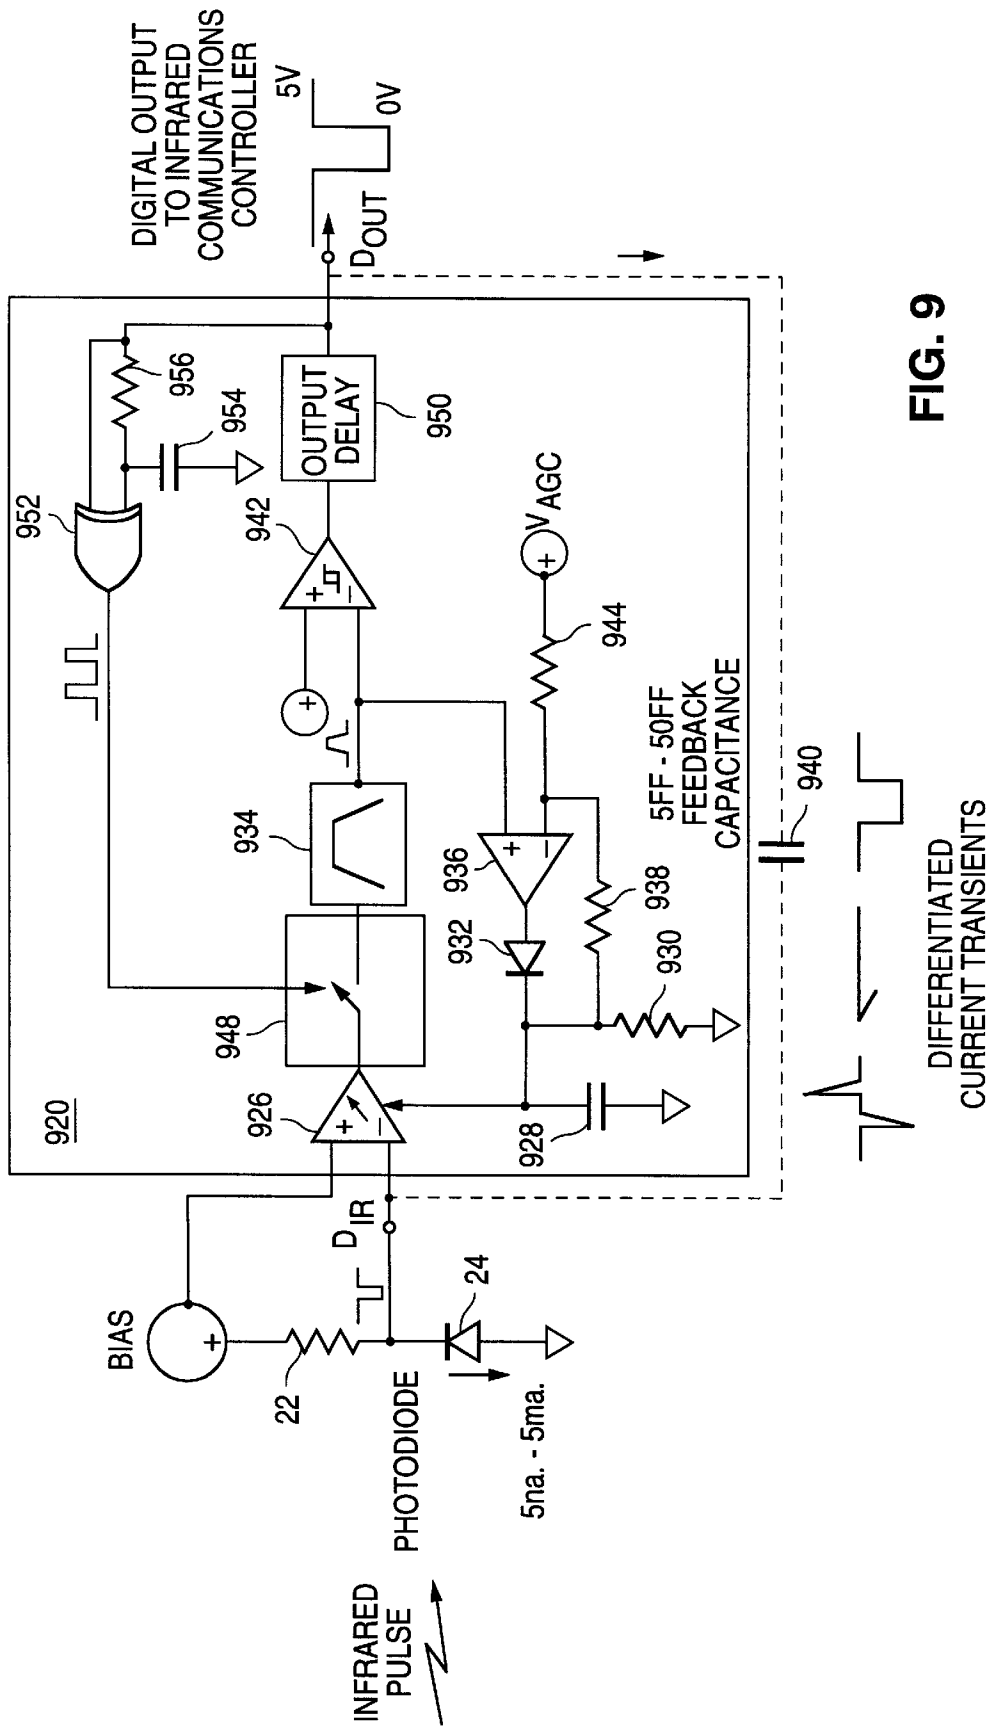 DIGITAL OUTPUT
TO INFRARED
COMMUNICATIONS
CONTROLLER
5V
0V
DOUT
920
952
956
954
942
OUTPUT
DELAY
950
948
934
926
BIAS
+
22
DIR
24
PHOTODIODE
5na. - 5ma.
INFRARED
PULSE
+
−
+
+
−
+
VAGC
944
936
+
−
932
938
930
928
5FF - 50FF
FEEDBACK
CAPACITANCE
940
DIFFERENTIATED
CURRENT TRANSIENTS
FIG. 9